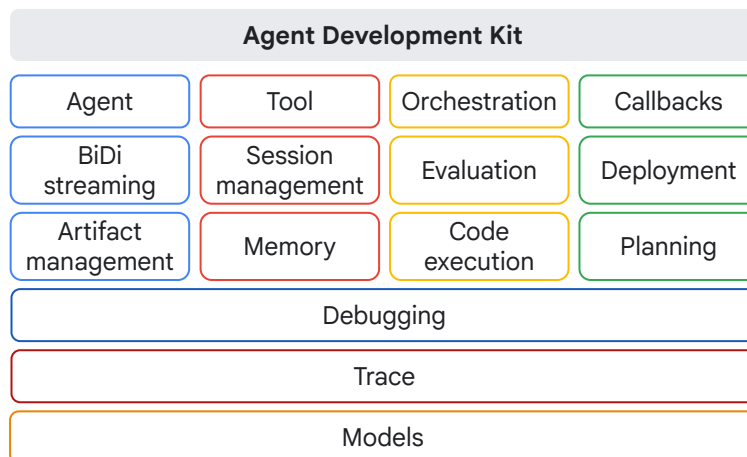 Agent Development Kit
Agent
Tool
Orchestration
Callbacks
BiDi
streaming
Session
management
Evaluation
Deployment
Artifact
management
Memory
Code
execution
Planning
Debugging
Trace
Models